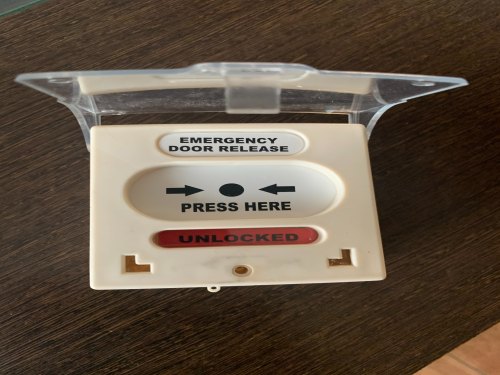 EMERGENCY
DOOR RELEASE
PRESS HERE
UNLOCKED